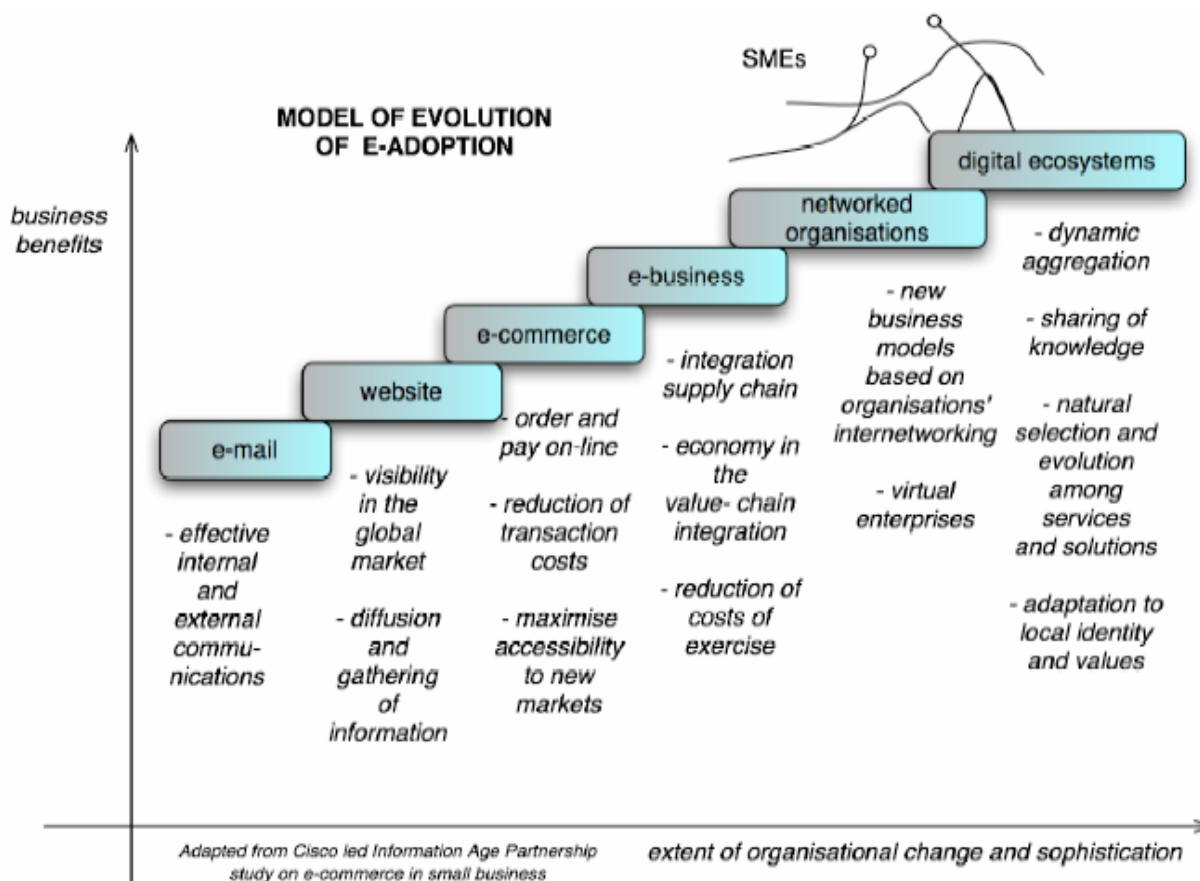 SMEs
MODEL OF EVOLUTION
OF E-ADOPTION
business
benefits
digital ecosystems
networked
organisations
e-business
e-commerce
website
e-mail
- effective
internal
and
external
commu-
nications
- visibility
in the
global
market
- diffusion
and
gathering
of
information
- order and
pay on-line
- reduction of
transaction
costs
- maximise
accessibility
to new
markets
- integration
supply chain
- economy in
the
value- chain
integration
- reduction of
costs of
exercise
- new
business
models
based on
organisations'
internetworking
- virtual
enterprises
- dynamic
aggregation
- sharing of
knowledge
- natural
selection and
evolution
among
services
and solutions
- adaptation to
local identity
and values
Adapted from Cisco led Information Age Partnership
study on e-commerce in small business
extent of organisational change and sophistication